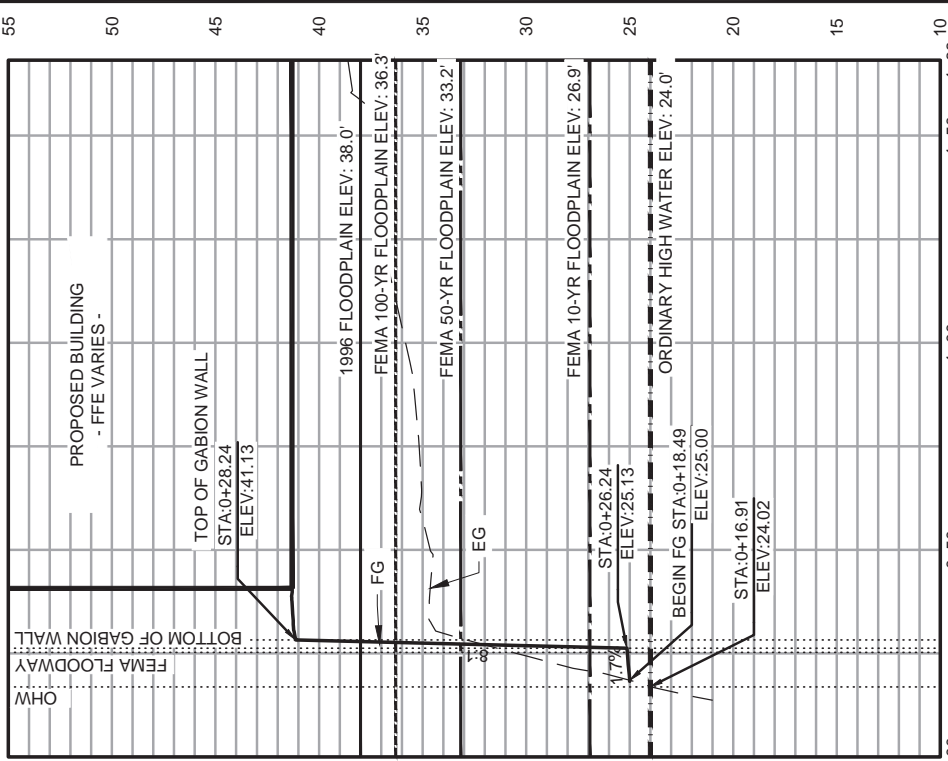 55
50
45
40
35
30
25
20
15
10
PROPOSED BUILDING
- FFE VARIES -
1996 FLOODPLAIN ELEV: 38.0'
FEMA 100-YR FLOODPLAIN ELEV: 36.3'
FEMA 50-YR FLOODPLAIN ELEV: 33.2'
FEMA 10-YR FLOODPLAIN ELEV: 26.9'
ORDINARY HIGH WATER ELEV: 24.0'
TOP OF GABION WALL
STA:0+28.24
ELEV:41.13
FG
EG
STA:0+26.24
ELEV:25.13
BEGIN FG STA:0+18.49
ELEV:25.00
STA:0+16.91
ELEV:24.02
8:1
1.7%
BOTTOM OF GABION WALL
FEMA FLOODWAY
OHW